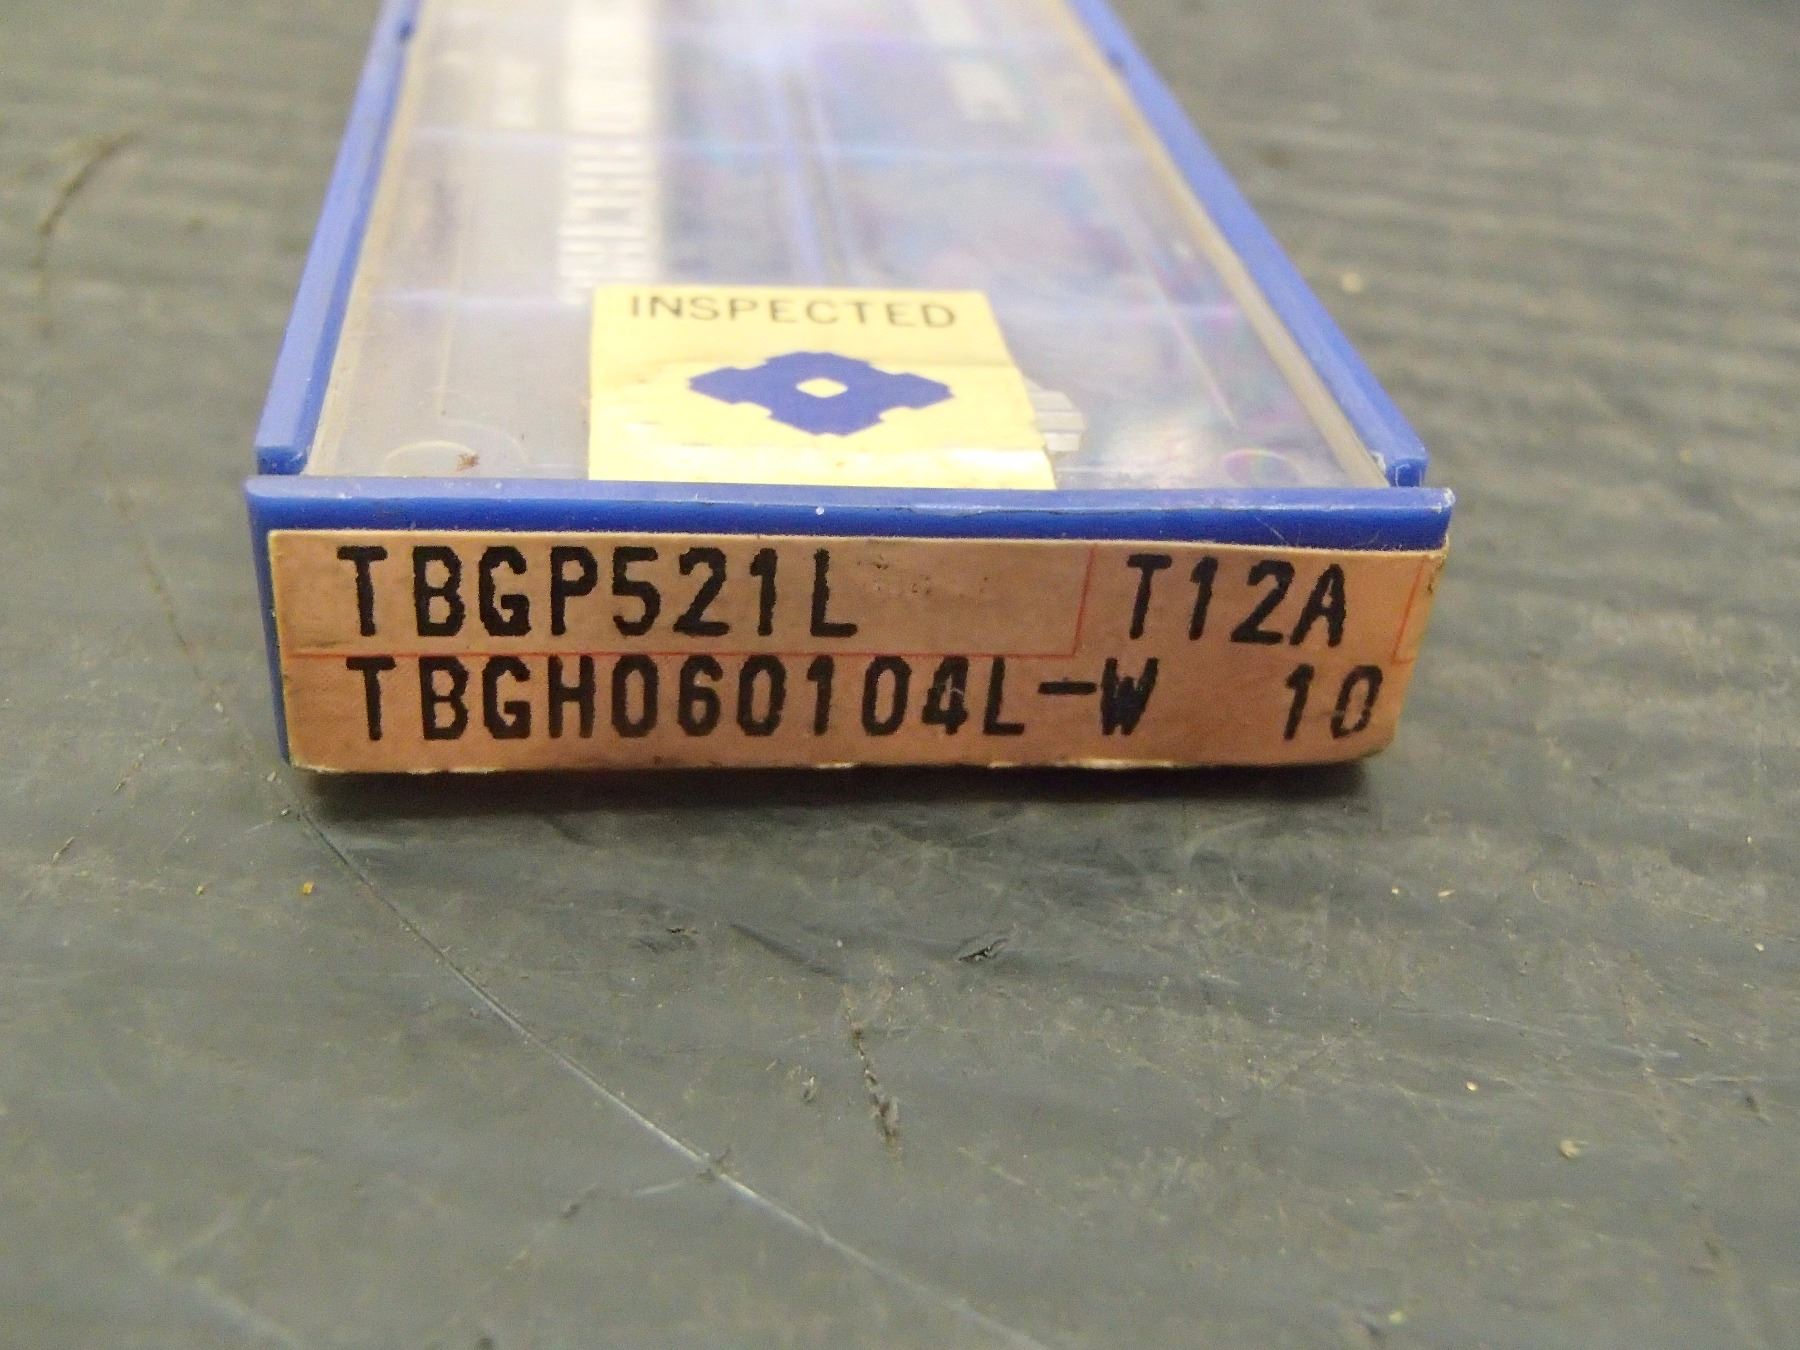 INSPECTED
TBGP521L T12A
TBGH060104L-W 10